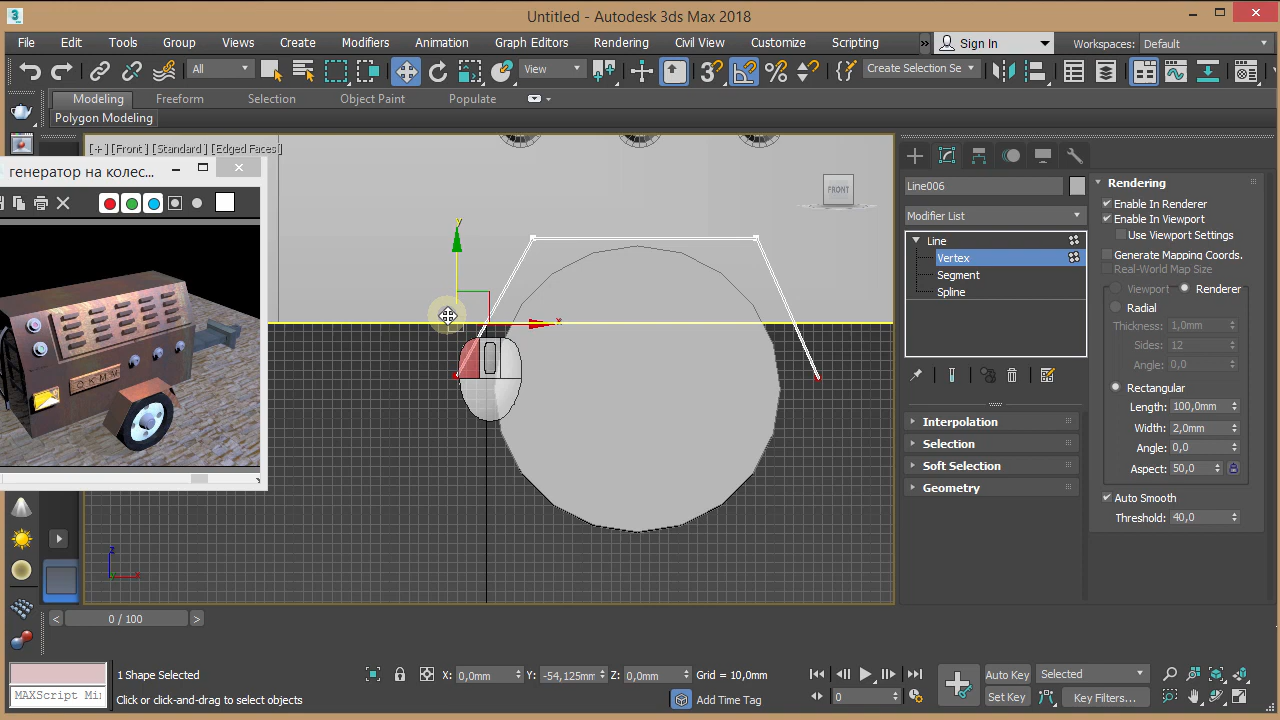 Untitled - Autodesk 3ds Max 2018
File Edit Tools Group Views Create Modifiers Animation Graph Editors Rendering Civil View Customize Scripting » Sign In Workspaces: Default
All View Create Selection Se
Modeling Freeform Selection Object Paint Populate
Polygon Modeling
[+] [Front] [Standard] [Edged Faces]
генератор на колес...
FRONT
OKMW
y
x
z
x
Line006
Modifier List
Line
Vertex
Segment
Spline
Interpolation
Selection
Soft Selection
Geometry
Rendering
Enable In Renderer
Enable In Viewport
Use Viewport Settings
Generate Mapping Coords.
Real-World Map Size
Viewport Renderer
Radial
Thickness: 1,0mm
Sides: 12
Angle: 0,0
Rectangular
Length: 100,0mm
Width: 2,0mm
Angle: 0,0
Aspect: 50,0
Auto Smooth
Threshold: 40,0
< 0 / 100 >
1 Shape Selected X: 0,0mm Y: -54,125mm Z: 0,0mm Grid = 10,0mm Auto Key Selected
MAXScript Mi Click or click-and-drag to select objects Add Time Tag 0 Set Key Key Filters...